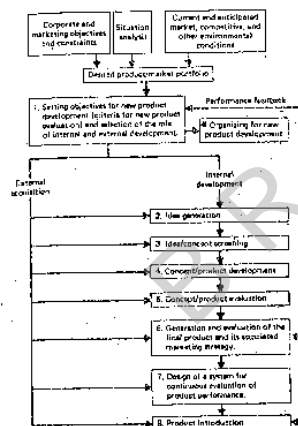 Corporate and
marketing objectives
and constraints
Situation
analysis
Current and anticipated
market, competitive, and
other environmental
conditions
Desired product/market portfolio
1. Setting objectives for new product
development (criteria for new product
evaluation) and selection of the role
of internal and external development.
Performance feedback
Organizing for new
product development
External
acquisition
Internal
development
2. Idea generation
3. Idea/concept screening
4. Concept/product development
5. Concept/product evaluation
6. Generation and evaluation of the
final product and its associated
marketing strategy.
7. Design of a system for
continuous evaluation of
product performance.
8. Product introduction